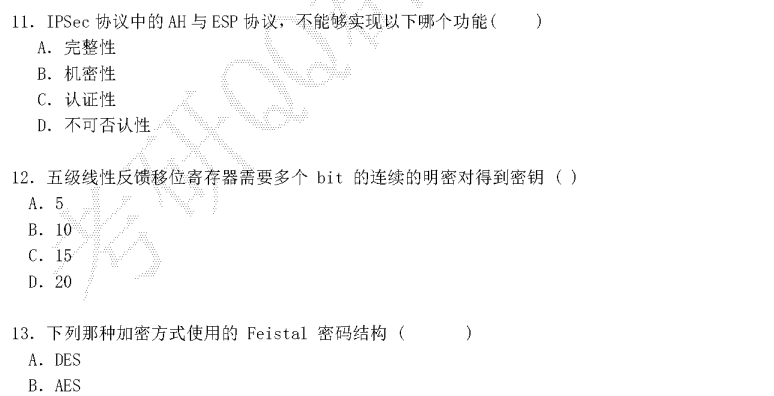 11. IPSec 协议中的 AH 与 ESP 协议，不能够实现以下哪个功能(    )
A. 完整性
B. 机密性
C. 认证性
D. 不可否认性
12. 五级线性反馈移位寄存器需要多个 bit 的连续的明密对得到密钥 ( )
A. 5
B. 10
C. 15
D. 20
13. 下列那种加密方式使用的 Feistal 密码结构 (      )
A. DES
B. AES